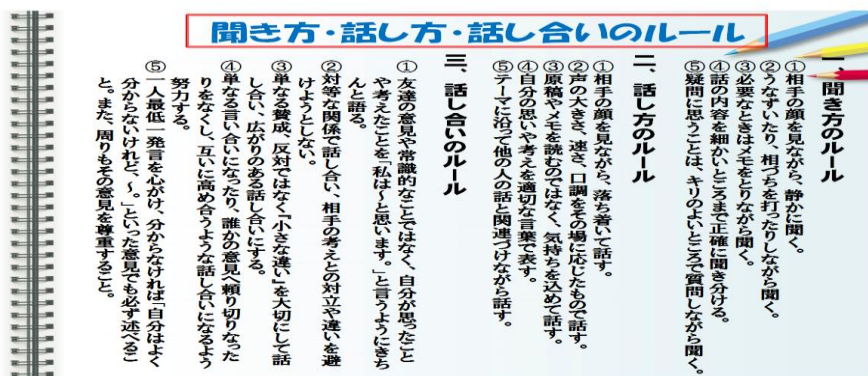 聞き方・話し方・話し合いのルール
一、聞き方のルール
①相手の顔を見ながら、静かに聞く。
②うなずいたり、相づちを打ったりしながら聞く。
③必要なときはメモをとりながら聞く。
④話の内容を細かいところまで正確に聞き分ける。
⑤疑問に思うことは、キリのよいところで質問しながら聞く。
二、話し方のルール
①相手の顔を見ながら、落ち着いて話す。
②声の大きさ、速さ、口調をその場に応じたもので話す。
③原稿やメモを読むのではなく、気持ちを込めて話す。
④自分の思いや考えを適切な言葉で表す。
⑤テーマに沿って他の人の話と関連づけながら話す。
三、話し合いのルール
①友達の意見や常識的なことではなく、自分が思ったこと
や考えたことを「私は～と思います。」と言うようにきち
んと語る。
②対等な関係で話し合い、相手の考えとの対立や違いを避
けようとしない。
③単なる賛成、反対ではなく『小さな違い』を大切にして話
し合い、広がりのある話し合いにする。
④単なる言い合いになったり、誰かの意見へ頼り切りなった
りをなくし、互いに高め合うような話し合いになるよう
努力する。
⑤一人最低一発言を心がけ、分からなければ「自分はよく
分からないけれど、～。」といった意見でも必ず述べるこ
と。また、周りもその意見を尊重すること。